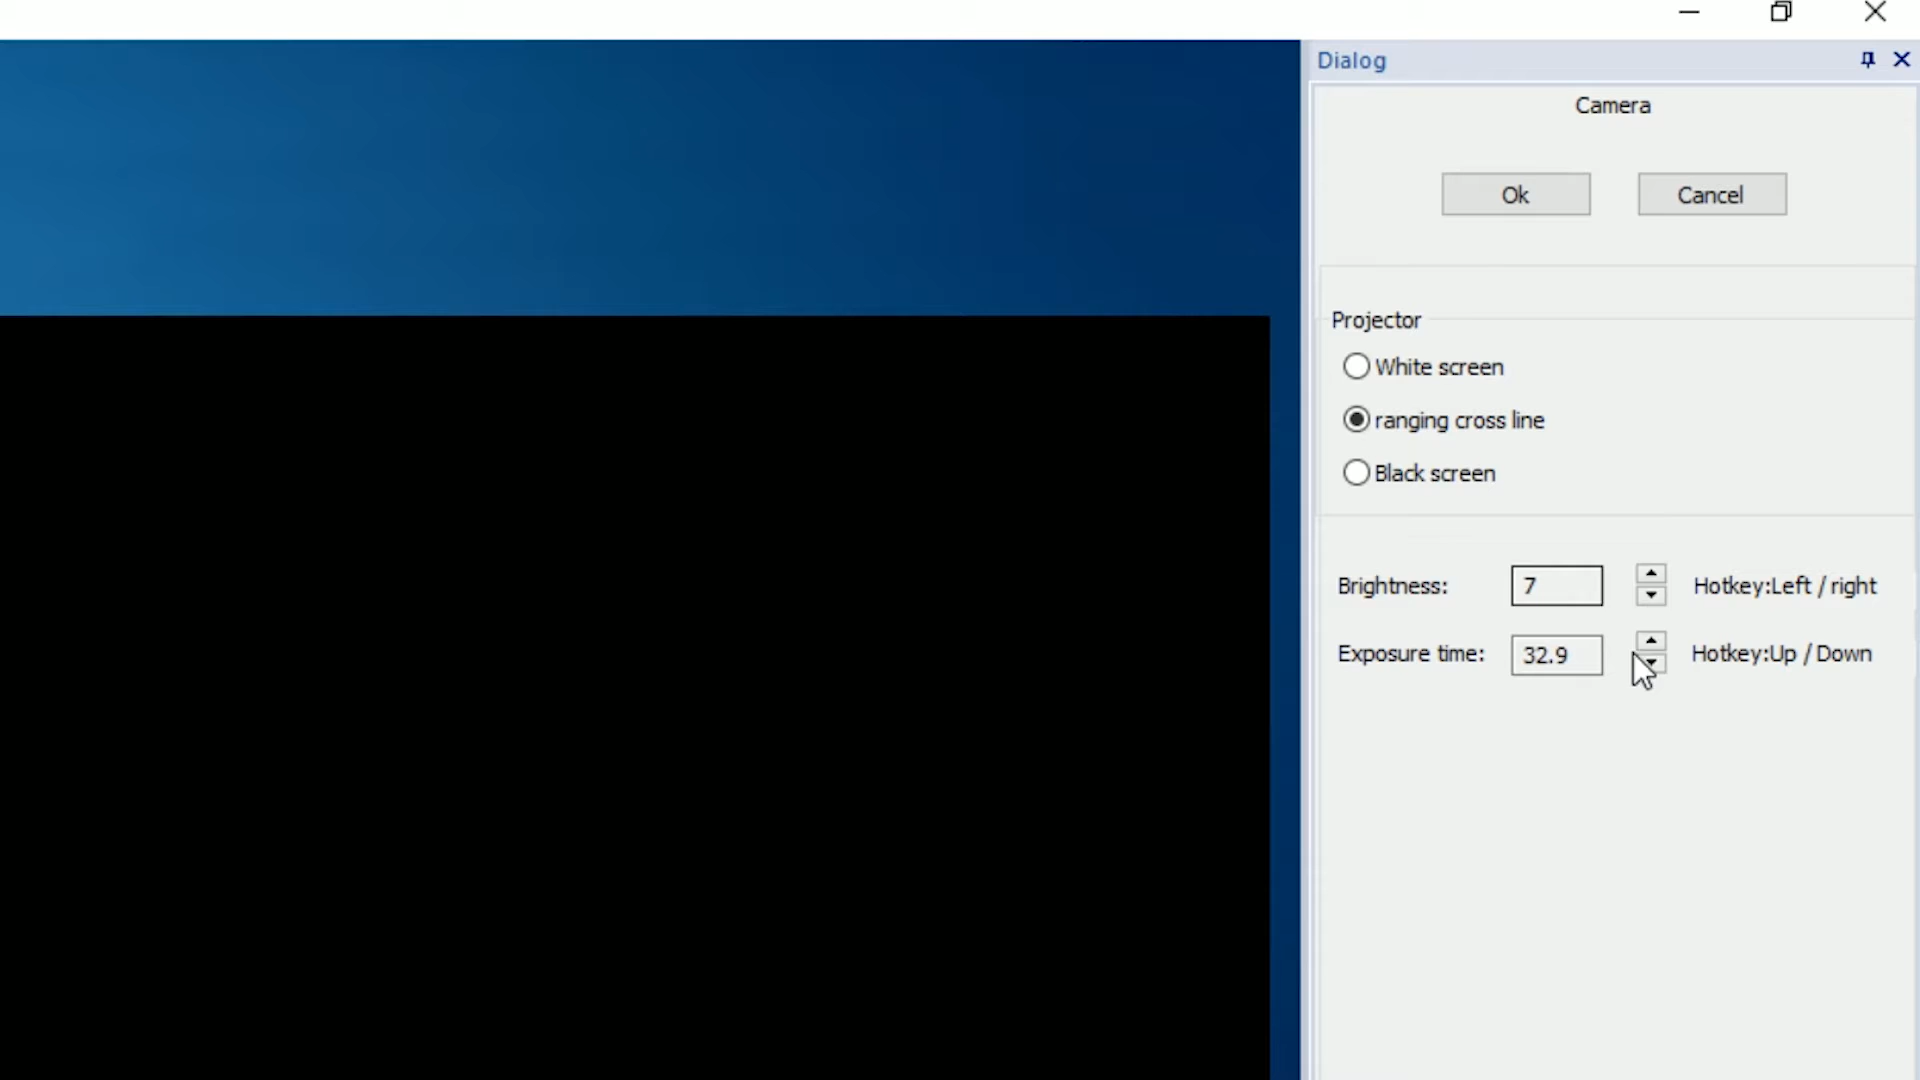 Dialog
Camera
Ok Cancel
Projector
White screen
ranging cross line
Black screen
Brightness: 7 Hotkey:Left / right
Exposure time: 32.9 Hotkey:Up / Down